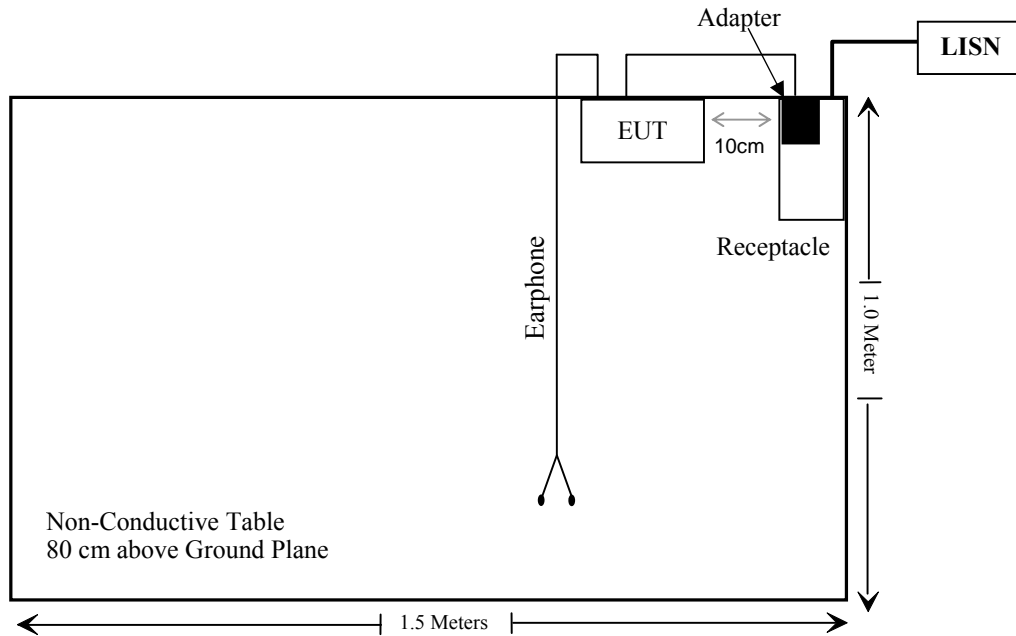 Adapter
LISN
EUT
10cm
Receptacle
Earphone
1.0 Meter
Non-Conductive Table
80 cm above Ground Plane
1.5 Meters